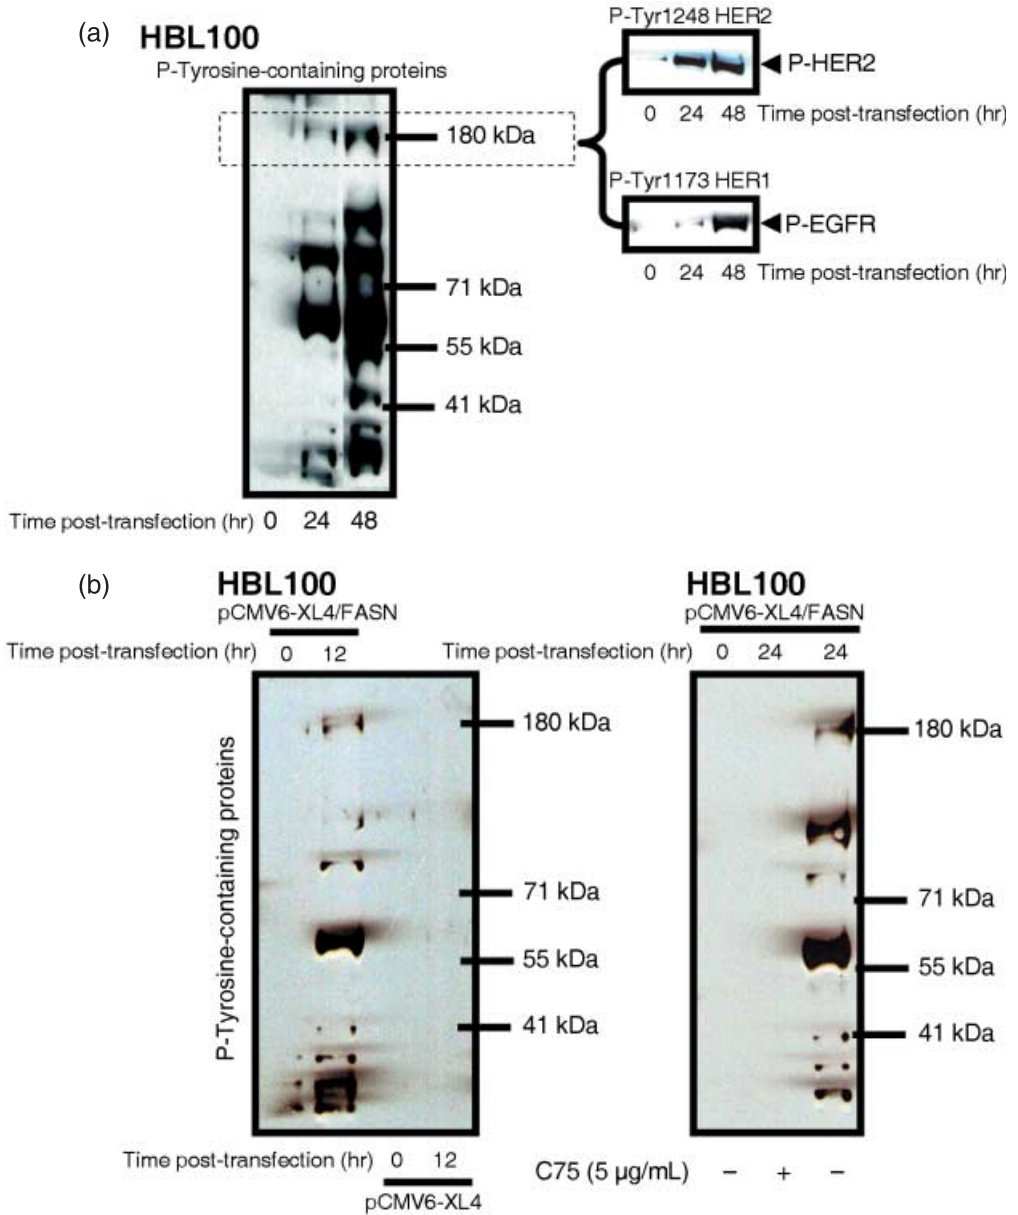 (a)
HBL100
P-Tyrosine-containing proteins
180 kDa
71 kDa
55 kDa
41 kDa
Time post-transfection (hr) 0 24 48
P-Tyr1248 HER2
P-HER2
0 24 48 Time post-transfection (hr)
P-Tyr1173 HER1
P-EGFR
0 24 48 Time post-transfection (hr)
(b)
HBL100
pCMV6-XL4/FASN
Time post-transfection (hr) 0 12
P-Tyrosine-containing proteins
180 kDa
71 kDa
55 kDa
41 kDa
Time post-transfection (hr) 0 12
pCMV6-XL4
HBL100
pCMV6-XL4/FASN
Time post-transfection (hr) 0 24 24
180 kDa
71 kDa
55 kDa
41 kDa
C75 (5 µg/mL) – + –